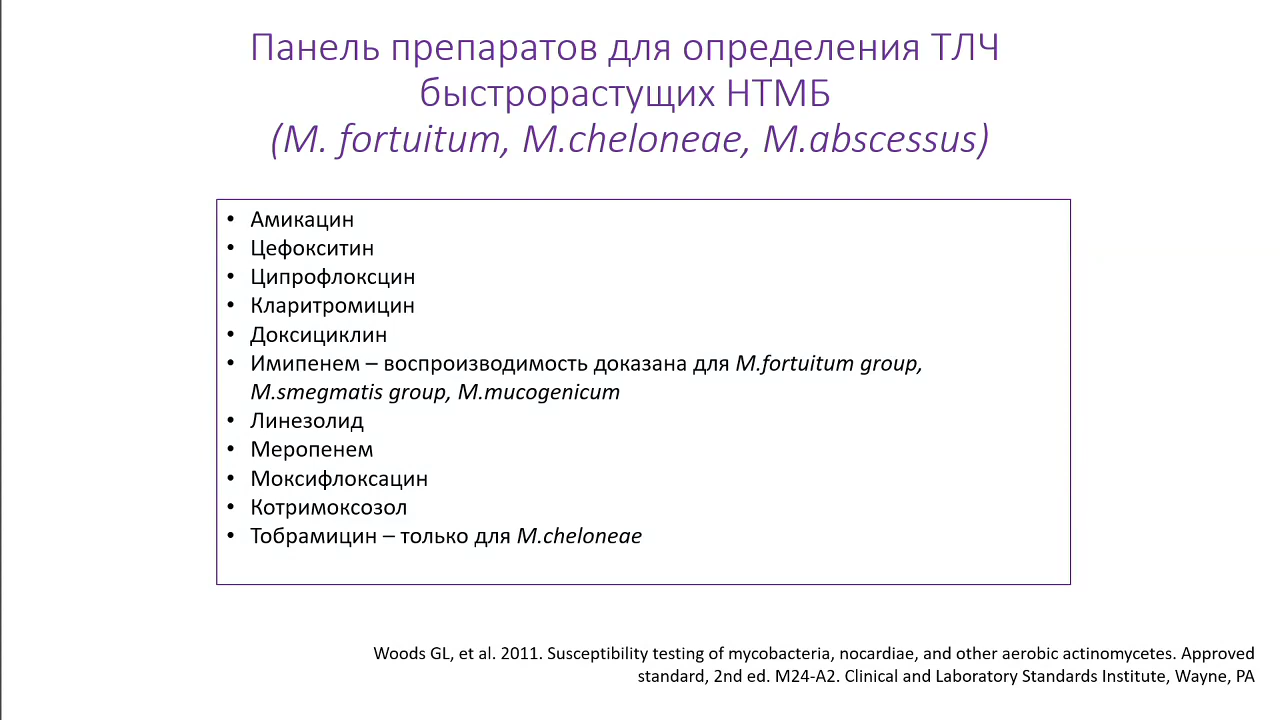 Панель препаратов для определения ТЛЧ
быстрорастущих НТМБ
(M. fortuitum, M.cheloneae, M.abscessus)
• Амикацин
• Цефокситин
• Ципрофлоксцин
• Кларитромицин
• Доксициклин
• Имипенем – воспроизводимость доказана для M.fortuitum group,
M.smegmatis group, M.mucogenicum
• Линезолид
• Меропенем
• Моксифлоксацин
• Котримоксозол
• Тобрамицин – только для M.cheloneae
Woods GL, et al. 2011. Susceptibility testing of mycobacteria, nocardiae, and other aerobic actinomycetes. Approved
standard, 2nd ed. M24-A2. Clinical and Laboratory Standards Institute, Wayne, PA